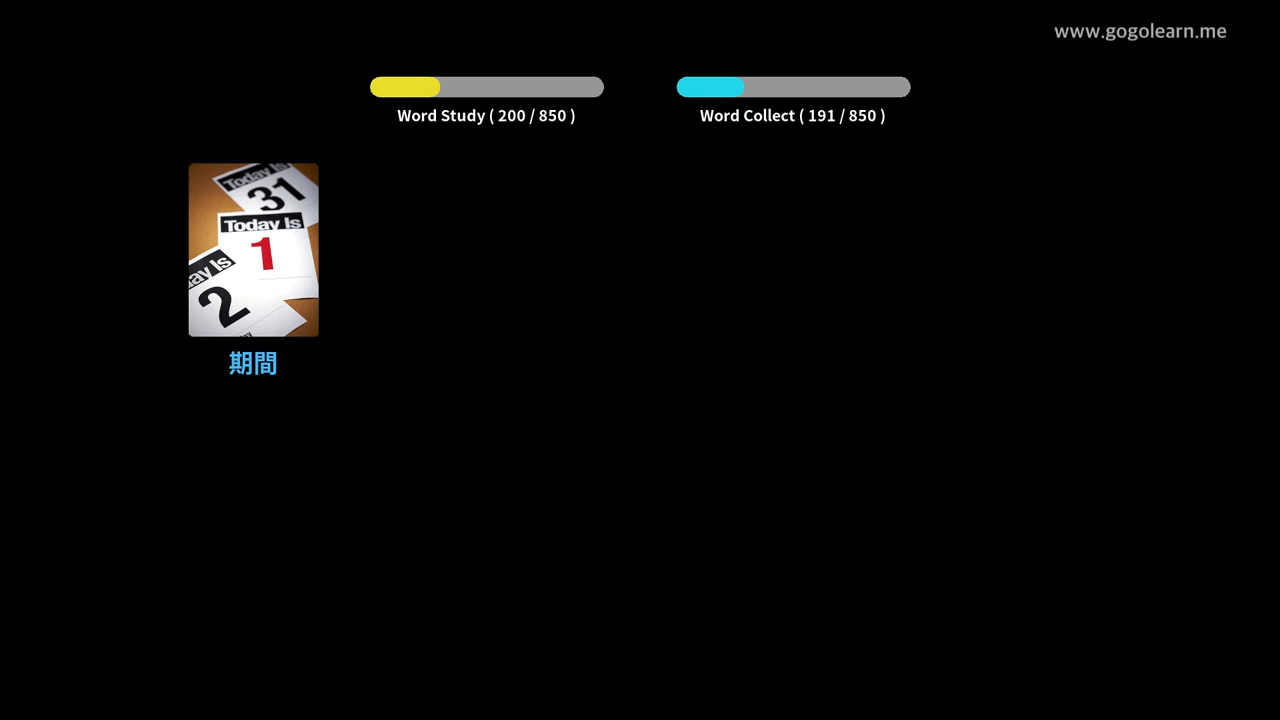 www.gogolearn.me
Word Study ( 200 / 850 )
Word Collect ( 191 / 850 )
Today Is
31
Today Is
1
ay Is
2
期間